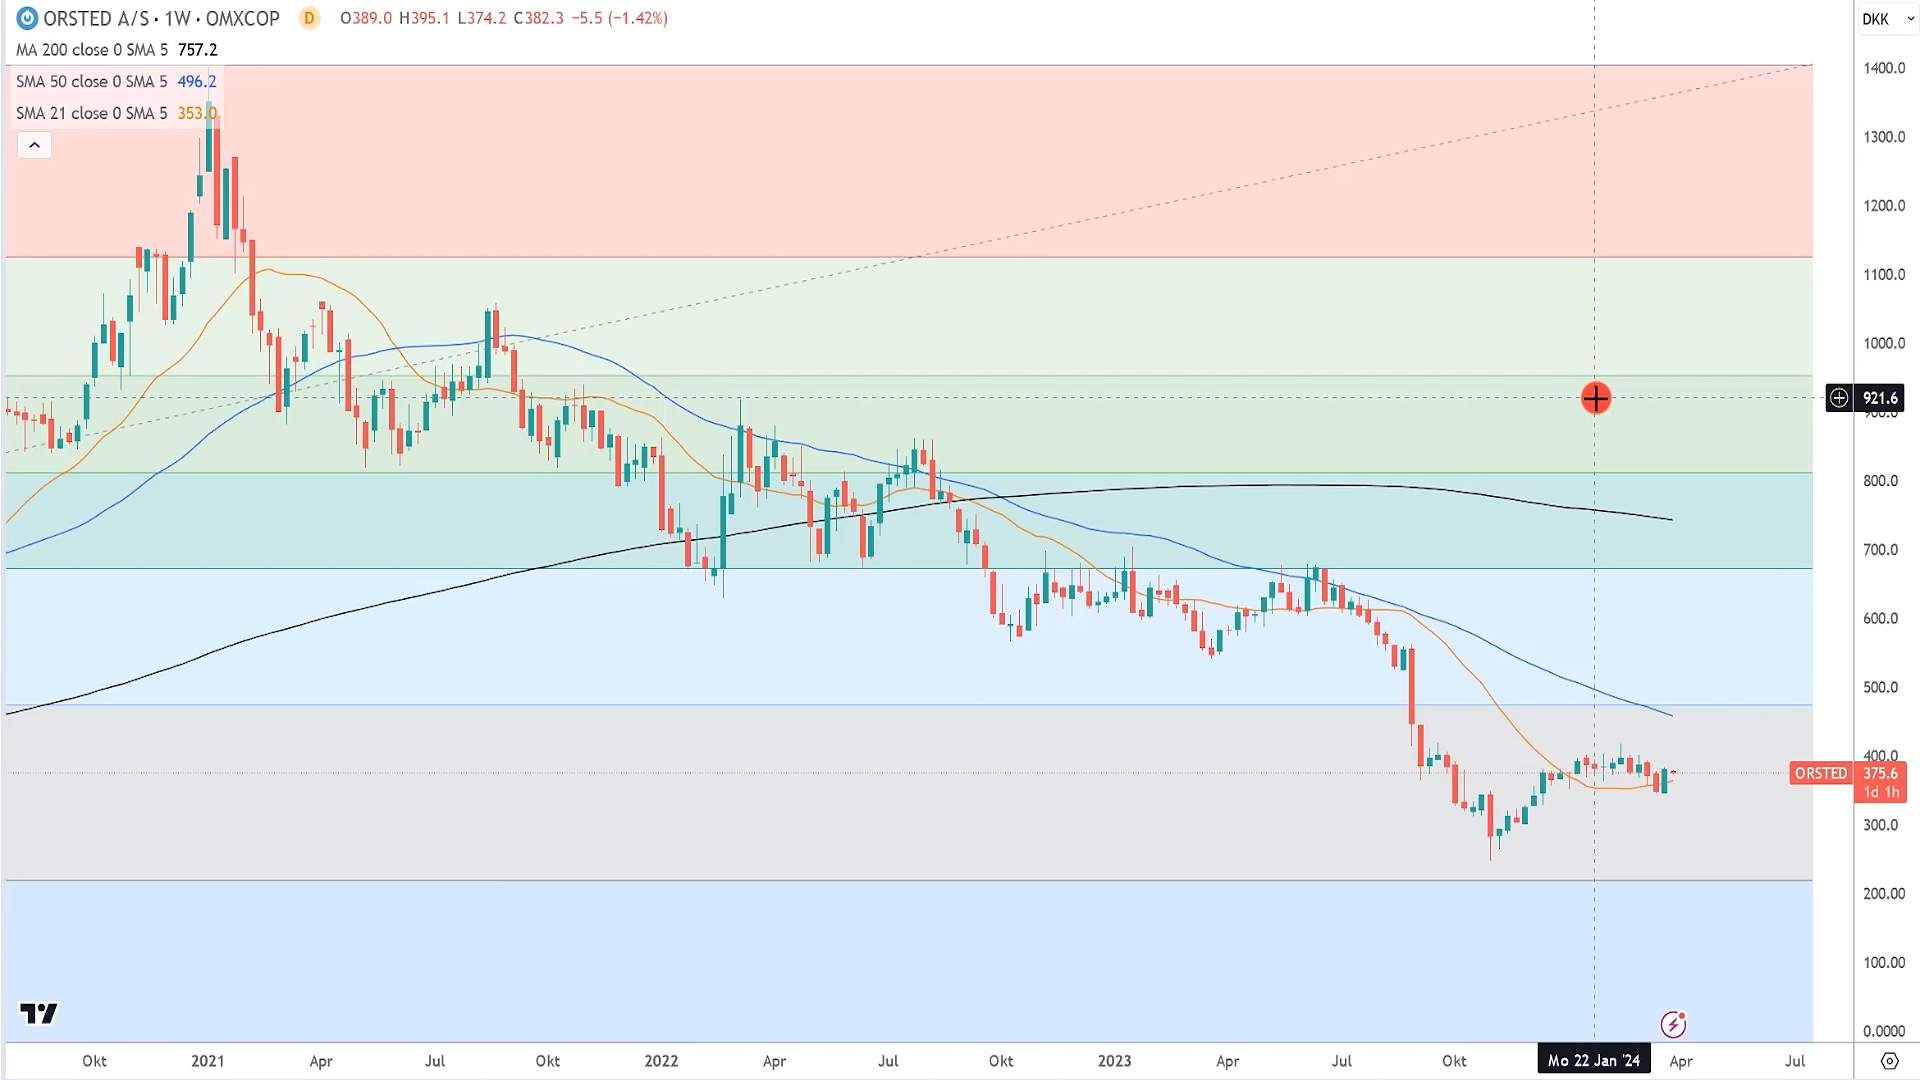 ORSTED A/S · 1W · OMXCOP D O389.0 H395.1 L374.2 C382.3 −5.5 (−1.42%)
DKK
MA 200 close 0 SMA 5 757.2
SMA 50 close 0 SMA 5 496.2
SMA 21 close 0 SMA 5 353.0
1400.0
1300.0
1200.0
1100.0
1000.0
921.6
900.0
800.0
700.0
600.0
500.0
400.0
ORSTED 375.6
1d 1h
300.0
200.00
100.00
0.0000
Okt 2021 Apr Jul Okt 2022 Apr Jul Okt 2023 Apr Jul Okt Mo 22 Jan '24 Apr Jul